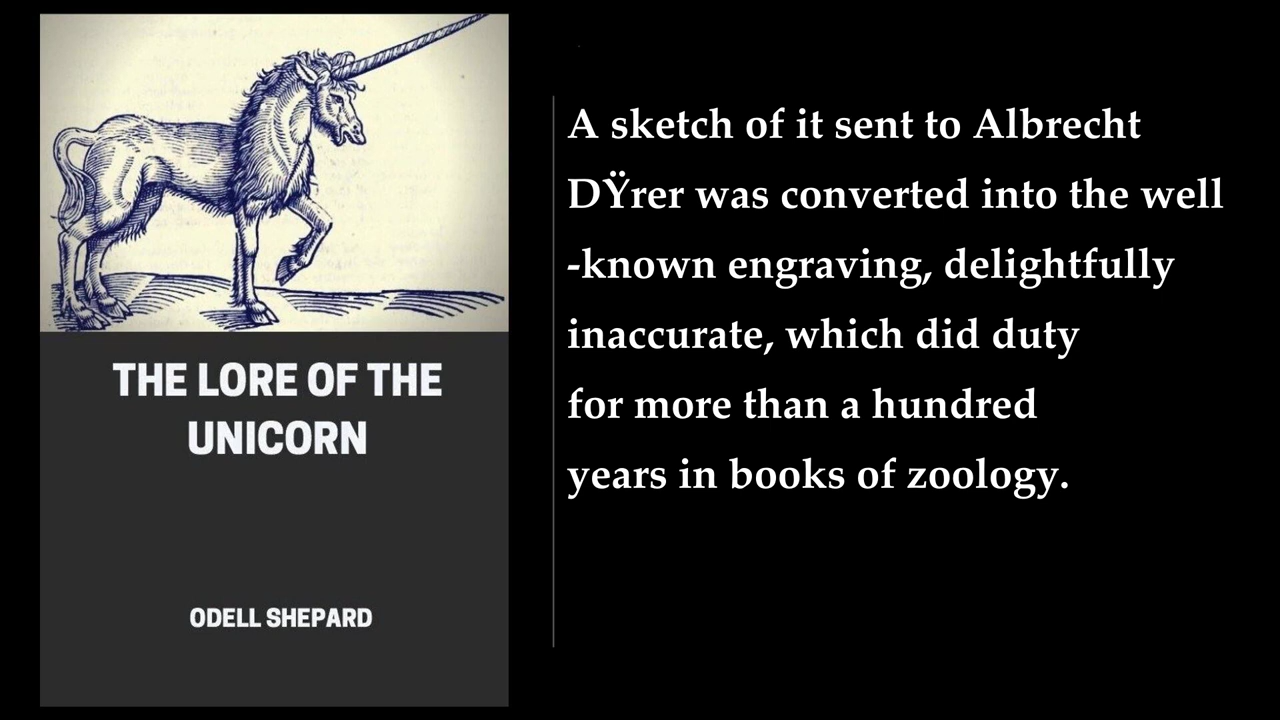 THE LORE OF THE
UNICORN
ODELL SHEPARD
A sketch of it sent to Albrecht
DŸrer was converted into the well
-known engraving, delightfully
inaccurate, which did duty
for more than a hundred
years in books of zoology.